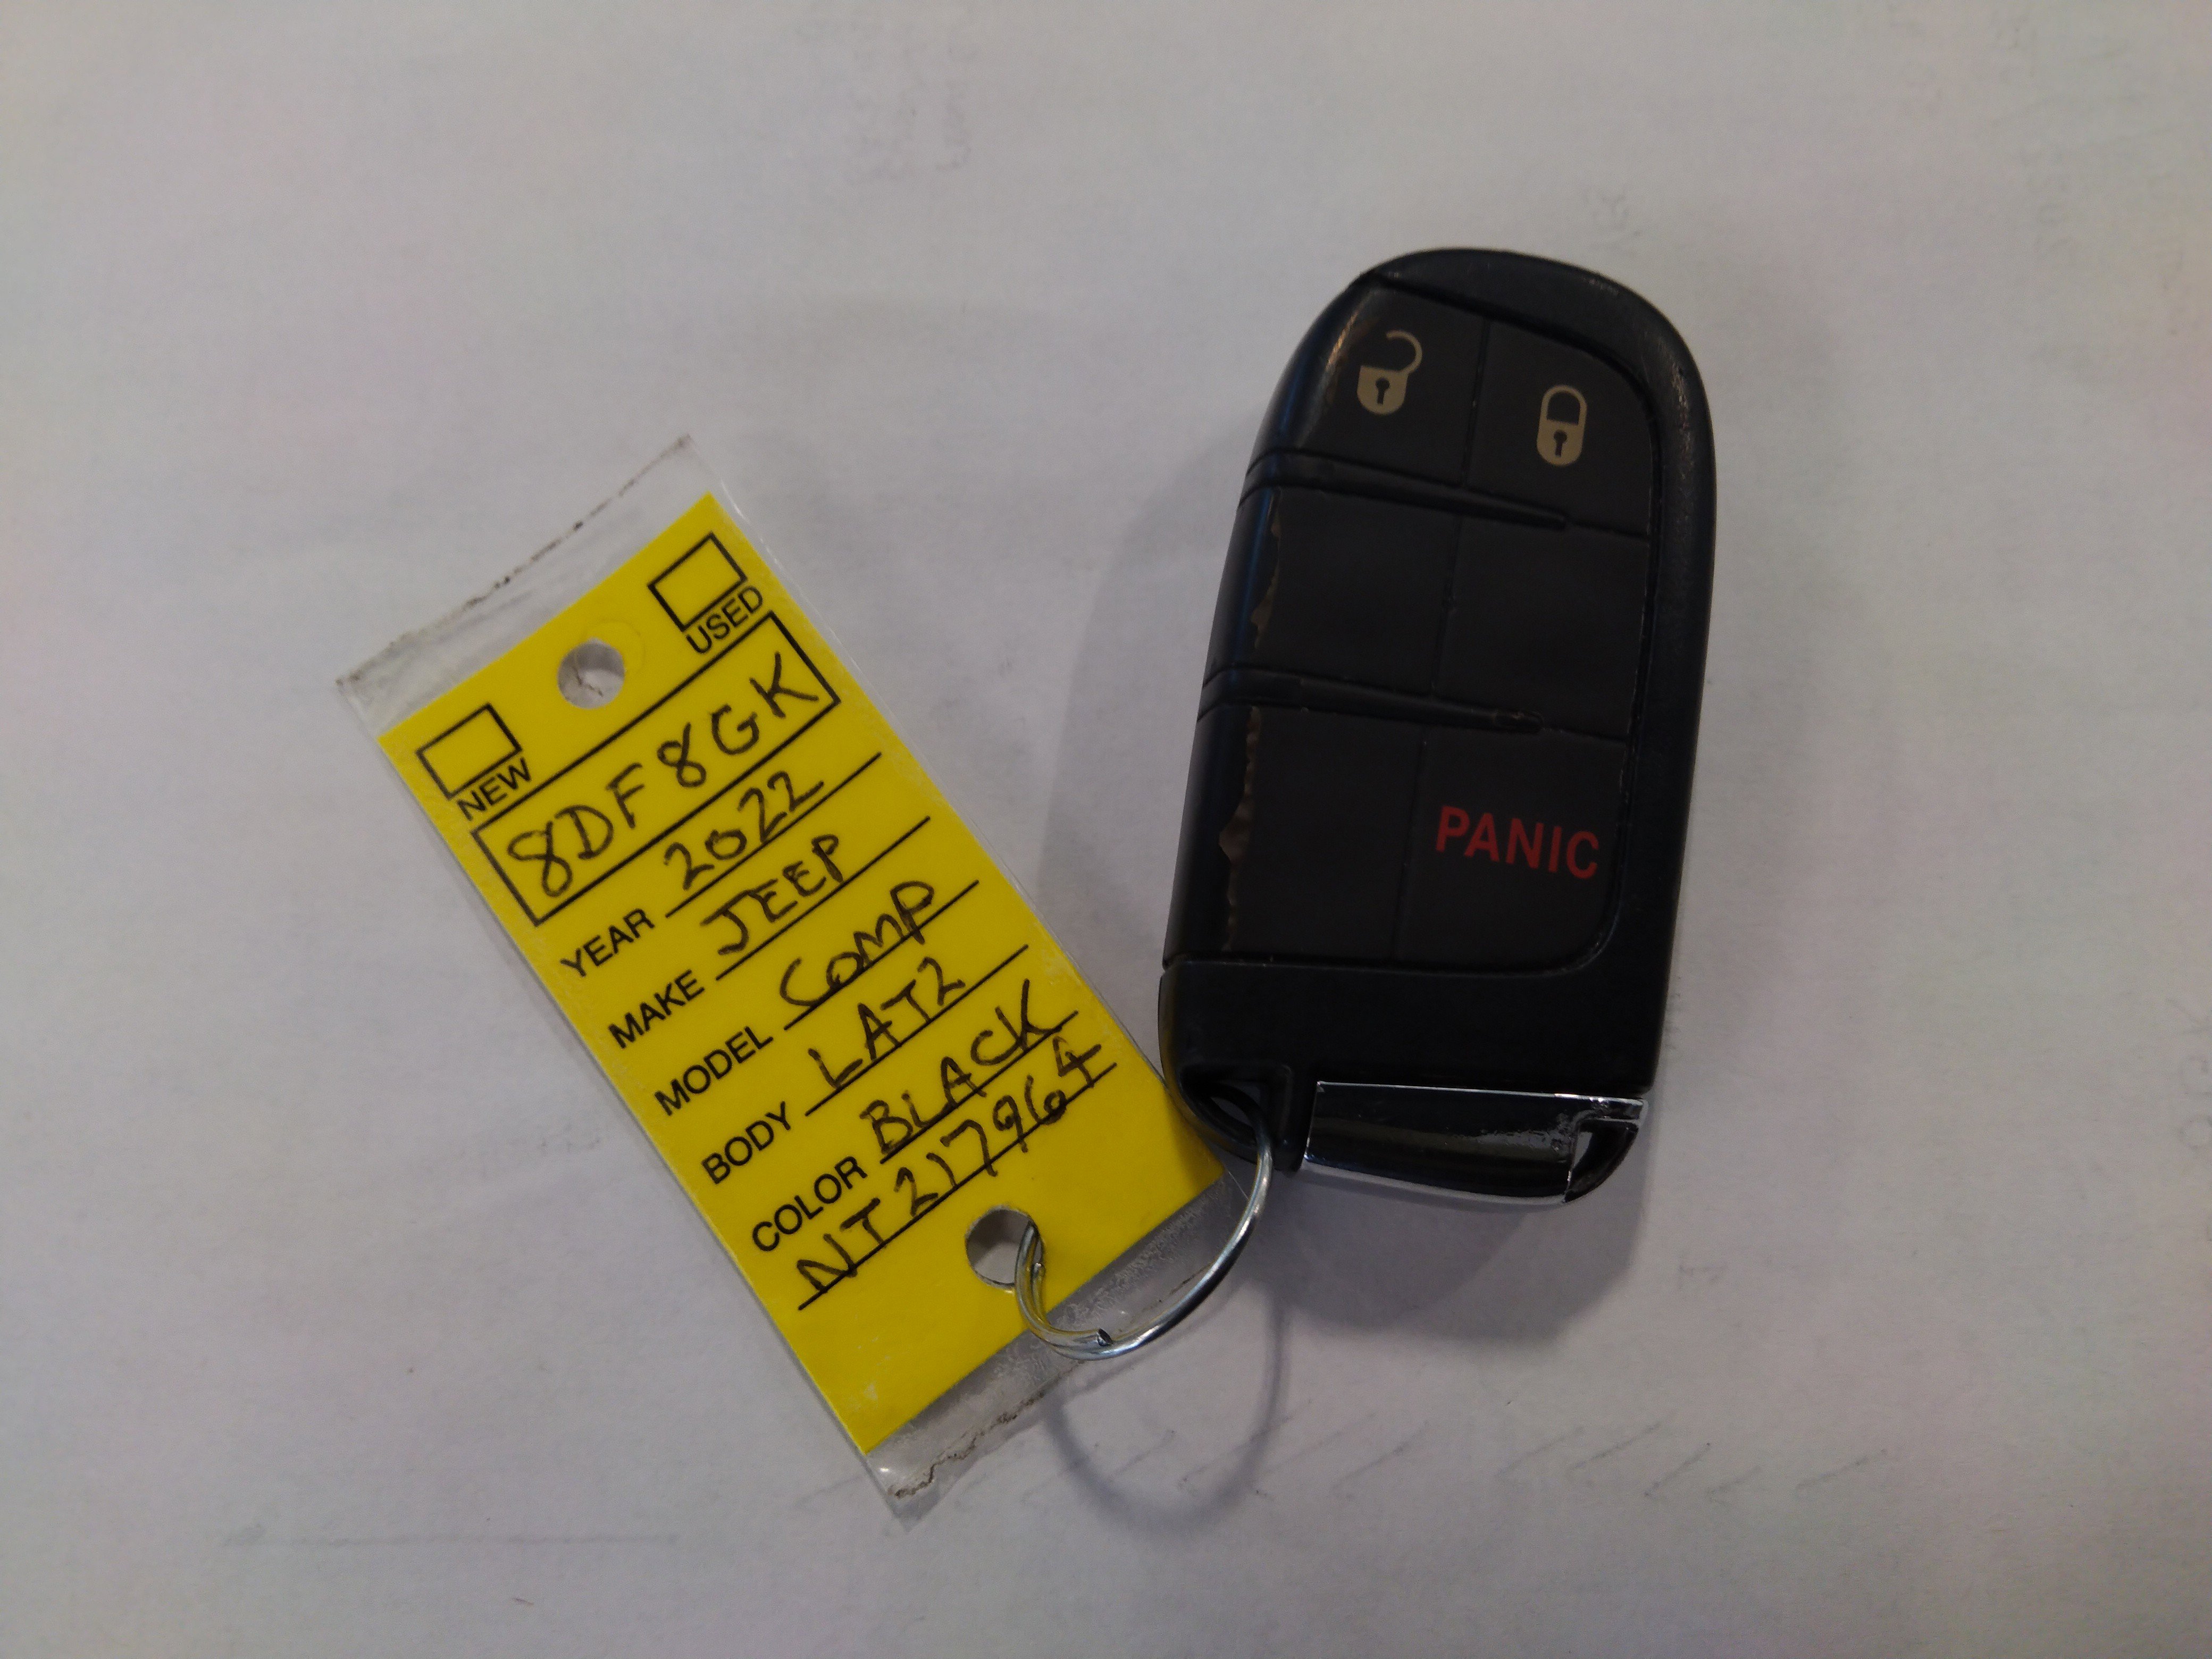 NEW
USED
8DF8GK
YEAR 2022
MAKE JEEP
MODEL COMP
BODY LAT2
COLOR BLACK
NT217964
PANIC